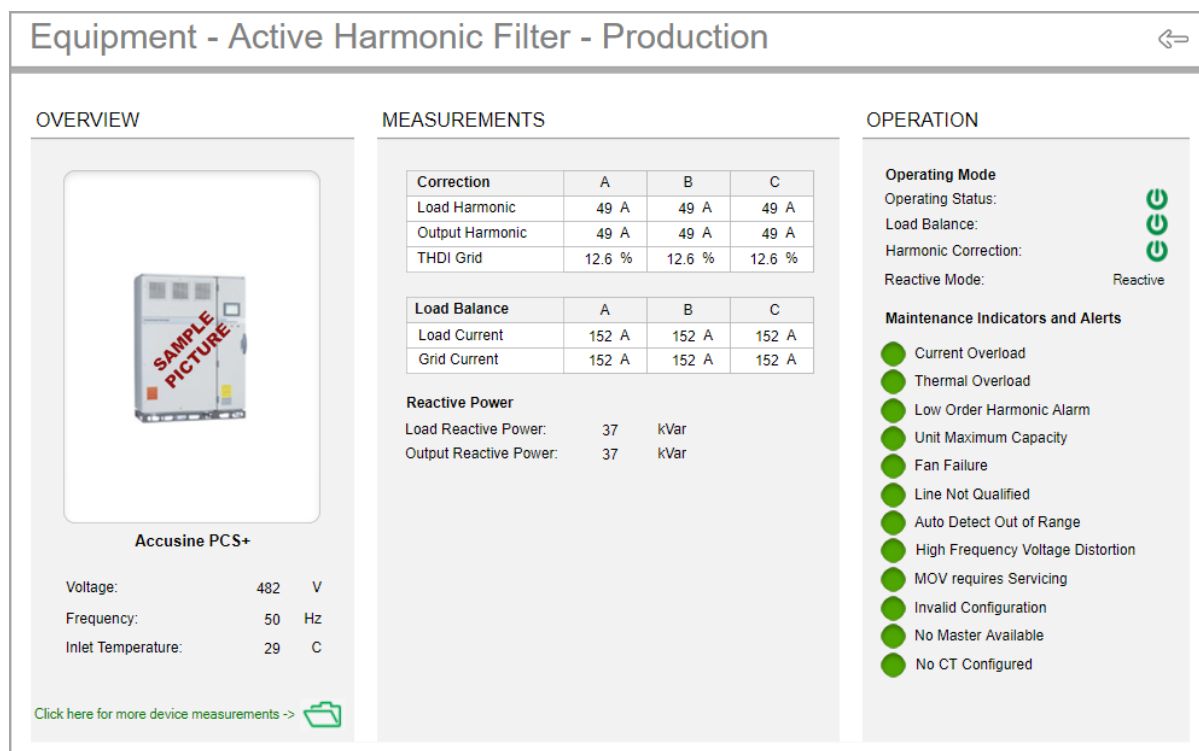 Equipment - Active Harmonic Filter - Production
OVERVIEW
SAMPLE
PICTURE
Accusine PCS+
Voltage: 482 V
Frequency: 50 Hz
Inlet Temperature: 29 C
Click here for more device measurements ->
MEASUREMENTS
Correction A B C
Load Harmonic 49 A 49 A 49 A
Output Harmonic 49 A 49 A 49 A
THDI Grid 12.6 % 12.6 % 12.6 %
Load Balance A B C
Load Current 152 A 152 A 152 A
Grid Current 152 A 152 A 152 A
Reactive Power
Load Reactive Power: 37 kVar
Output Reactive Power: 37 kVar
OPERATION
Operating Mode
Operating Status:
Load Balance:
Harmonic Correction:
Reactive Mode: Reactive
Maintenance Indicators and Alerts
Current Overload
Thermal Overload
Low Order Harmonic Alarm
Unit Maximum Capacity
Fan Failure
Line Not Qualified
Auto Detect Out of Range
High Frequency Voltage Distortion
MOV requires Servicing
Invalid Configuration
No Master Available
No CT Configured